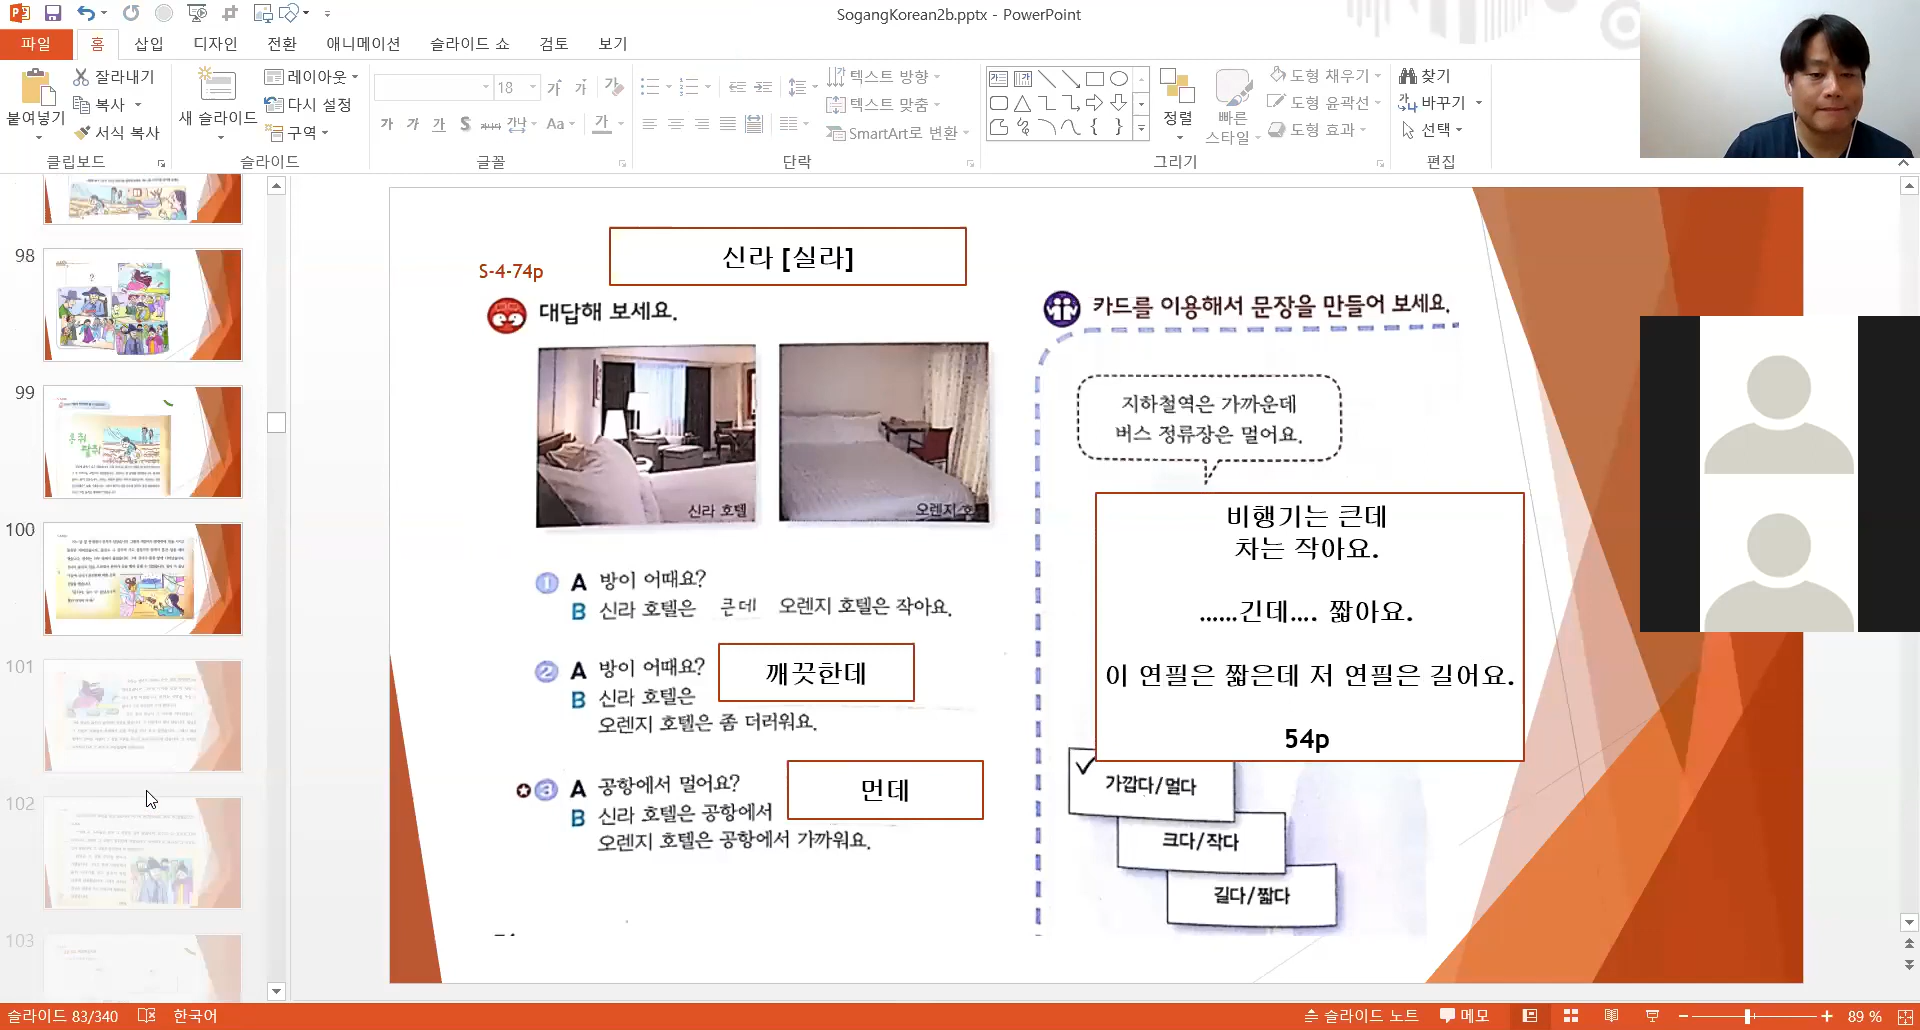 SogangKorean2b.pptx - PowerPoint
파일
홈
삽입
디자인
전환
애니메이션
슬라이드 쇼
검토
보기
붙여넣기
잘라내기
복사
서식 복사
클립보드
새 슬라이드
레이아웃
다시 설정
구역
슬라이드
18
글꼴
텍스트 방향
텍스트 맞춤
SmartArt로 변환
단락
정렬
빠른
스타일
도형 채우기
도형 윤곽선
도형 효과
그리기
찾기
바꾸기
선택
편집
98
99
100
101
102
103
S-4-74p
신라 [실라]
대답해 보세요.
신라 호텔
오렌지 호
1 A 방이 어때요?
B 신라 호텔은 큰데 오렌지 호텔은 작아요.
2 A 방이 어때요?
깨끗한데
B 신라 호텔은
오렌지 호텔은 좀 더러워요.
3 A 공항에서 멀어요?
먼데
B 신라 호텔은 공항에서
오렌지 호텔은 공항에서 가까워요.
카드를 이용해서 문장을 만들어 보세요.
지하철역은 가까운데
버스 정류장은 멀어요.
비행기는 큰데
차는 작아요.
......긴데.... 짧아요.
이 연필은 짧은데 저 연필은 길어요.
54p
가깝다/멀다
크다/작다
길다/짧다
슬라이드 83/340
한국어
슬라이드 노트
메모
89 %